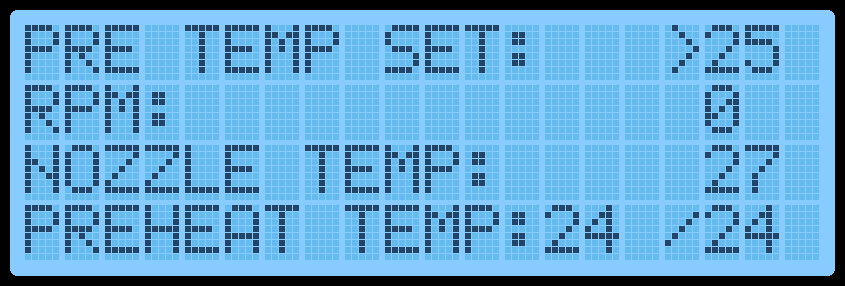 PRE TEMP SET:   >25
RPM:             0
NOZZLE TEMP:     27
PREHEAT TEMP:24 /24